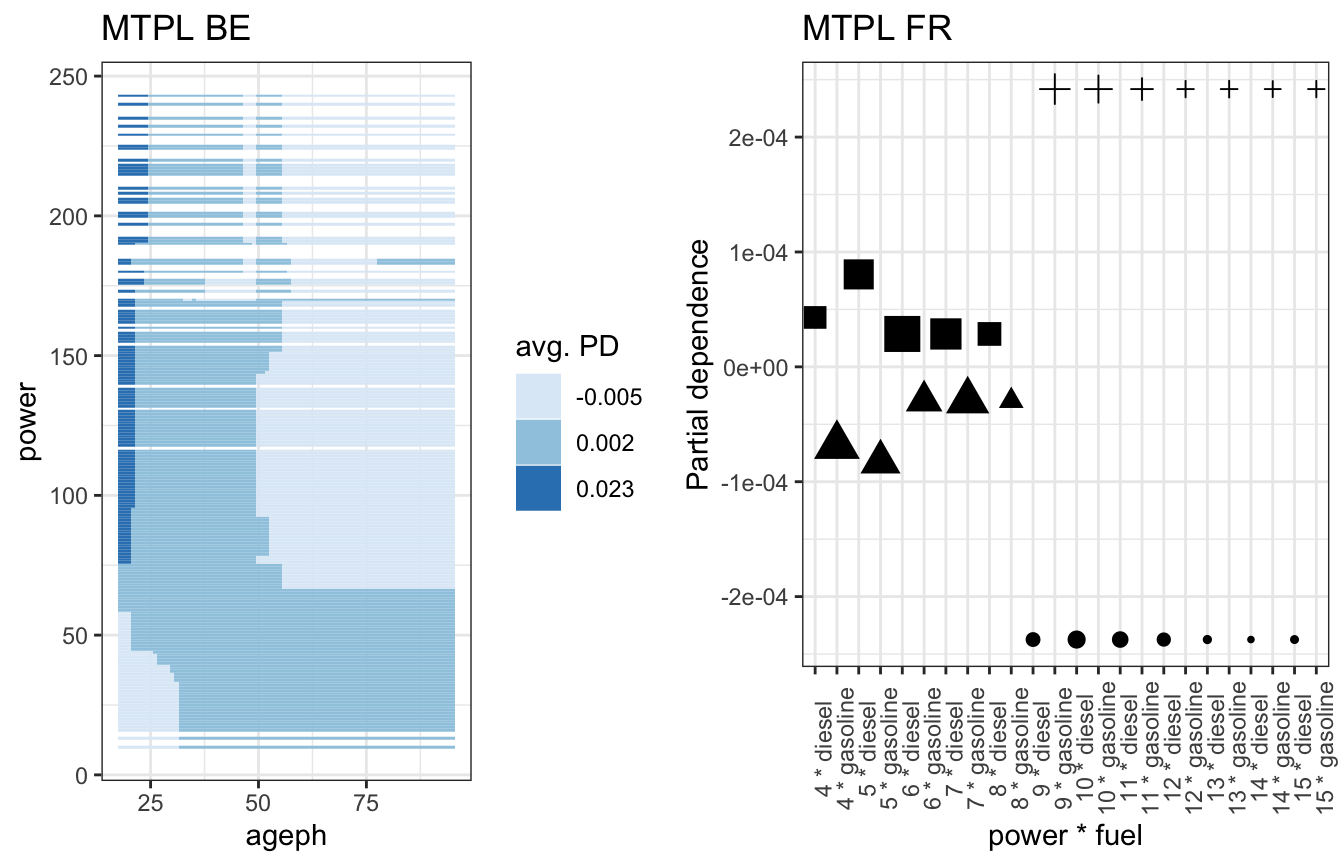 MTPL BE
250
200
150
100
50
0
power
25
50
75
ageph
avg. PD
-0.005
0.002
0.023
MTPL FR
2e-04
1e-04
0e+00
-1e-04
-2e-04
Partial dependence
4 * diesel
4 * gasoline
5 * diesel
5 * gasoline
6 * diesel
6 * gasoline
7 * diesel
7 * gasoline
8 * diesel
8 * gasoline
9 * diesel
9 * gasoline
10 * diesel
10 * gasoline
11 * diesel
11 * gasoline
12 * diesel
12 * gasoline
13 * diesel
13 * gasoline
14 * diesel
14 * gasoline
15 * diesel
15 * gasoline
power * fuel